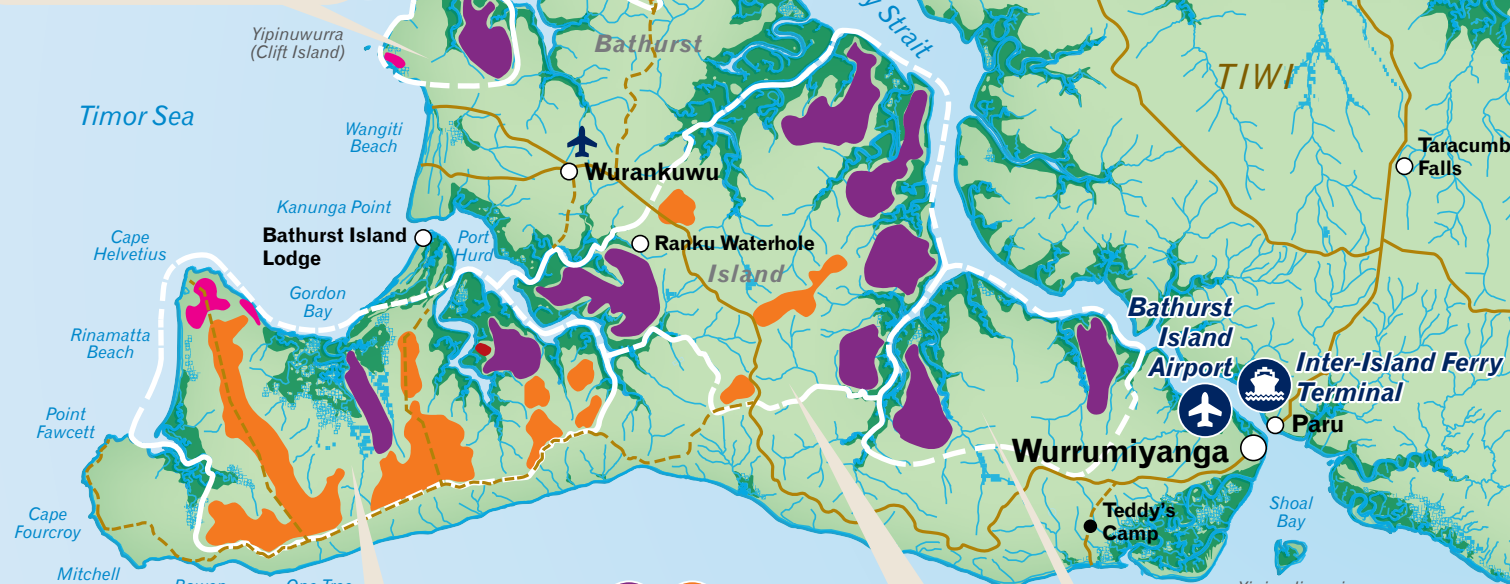 Yipinuwurra
(Clift Island)
Bathurst
Strait
TIWI
Timor Sea
Wangiti
Beach
Wurankuwu
Taracumb
Falls
Kanunga Point
Bathurst Island
Lodge
Port
Hurd
Ranku Waterhole
Island
Cape
Helvetius
Gordon
Bay
Rinamatta
Beach
Bathurst
Island
Airport
Inter-Island Ferry
Terminal
Point
Fawcett
Paru
Wurrumiyanga
Cape
Fourcroy
Teddy's
Camp
Shoal
Bay
Mitchell